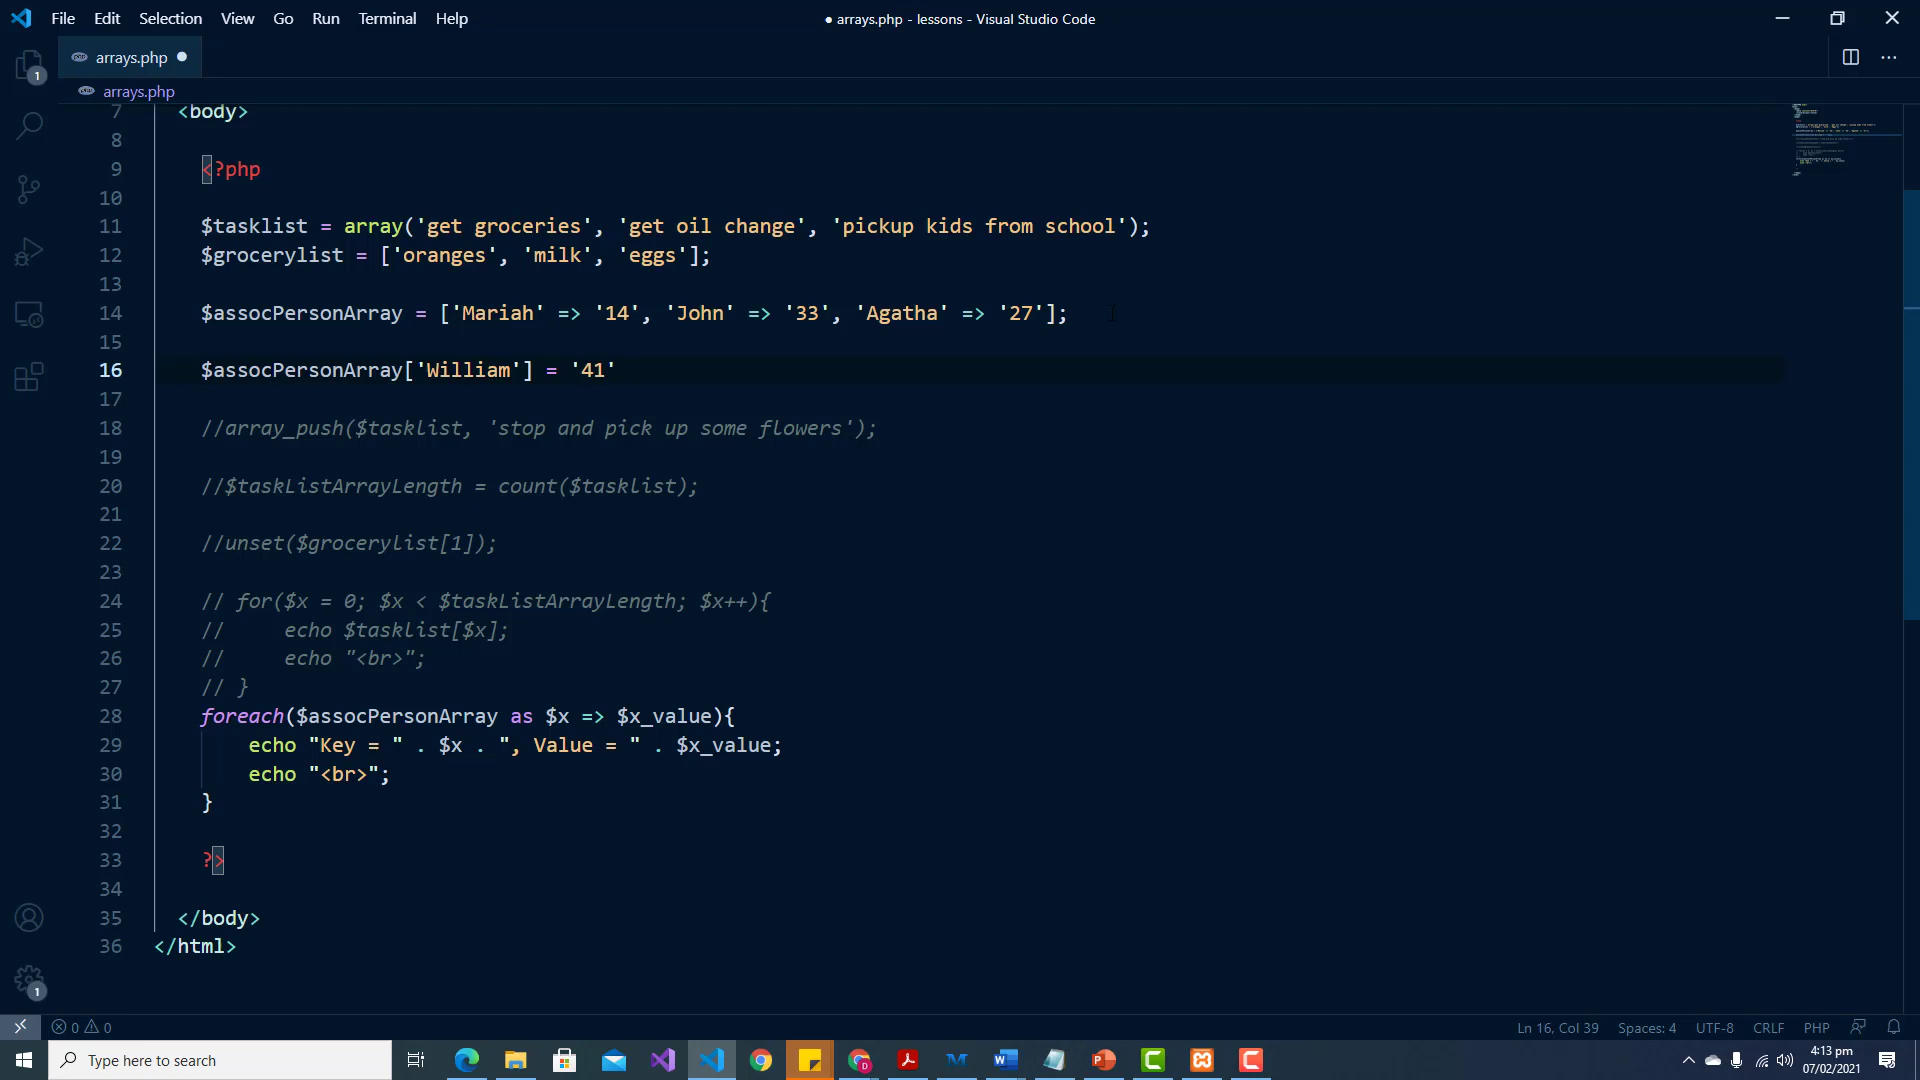 File Edit Selection View Go Run Terminal Help
● arrays.php - lessons - Visual Studio Code
arrays.php ●
1
arrays.php
7 <body>
8
9 <?php
10
11 $tasklist = array('get groceries', 'get oil change', 'pickup kids from school');
12 $grocerylist = ['oranges', 'milk', 'eggs'];
13
14 $assocPersonArray = ['Mariah' => '14', 'John' => '33', 'Agatha' => '27'];
15
16 $assocPersonArray['William'] = '41'
17
18 //array_push($tasklist, 'stop and pick up some flowers');
19
20 //$taskListArrayLength = count($tasklist);
21
22 //unset($grocerylist[1]);
23
24 // for($x = 0; $x < $taskListArrayLength; $x++){
25 //     echo $tasklist[$x];
26 //     echo "<br>";
27 // }
28 foreach($assocPersonArray as $x => $x_value){
29     echo "Key = " . $x . ", Value = " . $x_value;
30     echo "<br>";
31 }
32
33 ?>
34
35 </body>
36 </html>
1
0 0 Ln 16, Col 39 Spaces: 4 UTF-8 CRLF PHP
Type here to search
4:13 pm
07/02/2021